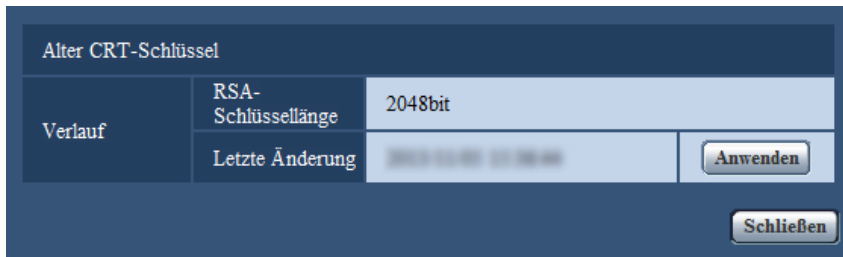 Alter CRT-Schlüssel
Verlauf
RSA-
Schlüssellänge
2048bit
Letzte Änderung
Anwenden
Schließen